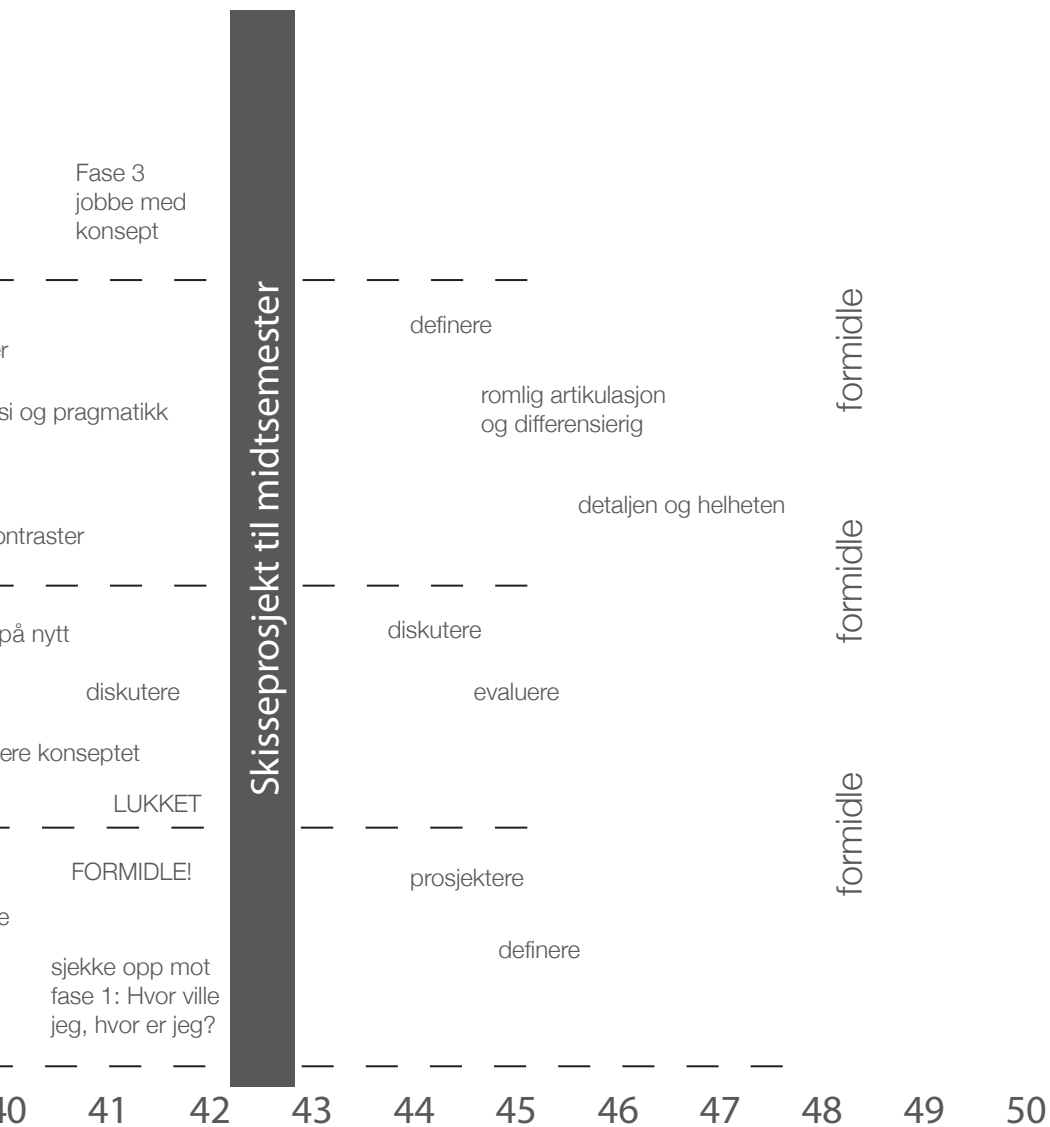 Fase 3
jobbe med
konsept
definere
er
romlig artikulasjon
og differensierig
si og pragmatikk
detaljen og helheten
ontraster
Skisseprosjekt til midtsemester
formidle
formidle
formidle
på nytt
diskutere
diskutere
evaluere
ere konseptet
LUKKET
FORMIDLE!
prosjektere
e
definere
sjekke opp mot
fase 1: Hvor ville
jeg, hvor er jeg?
40 41 42 43 44 45 46 47 48 49 50